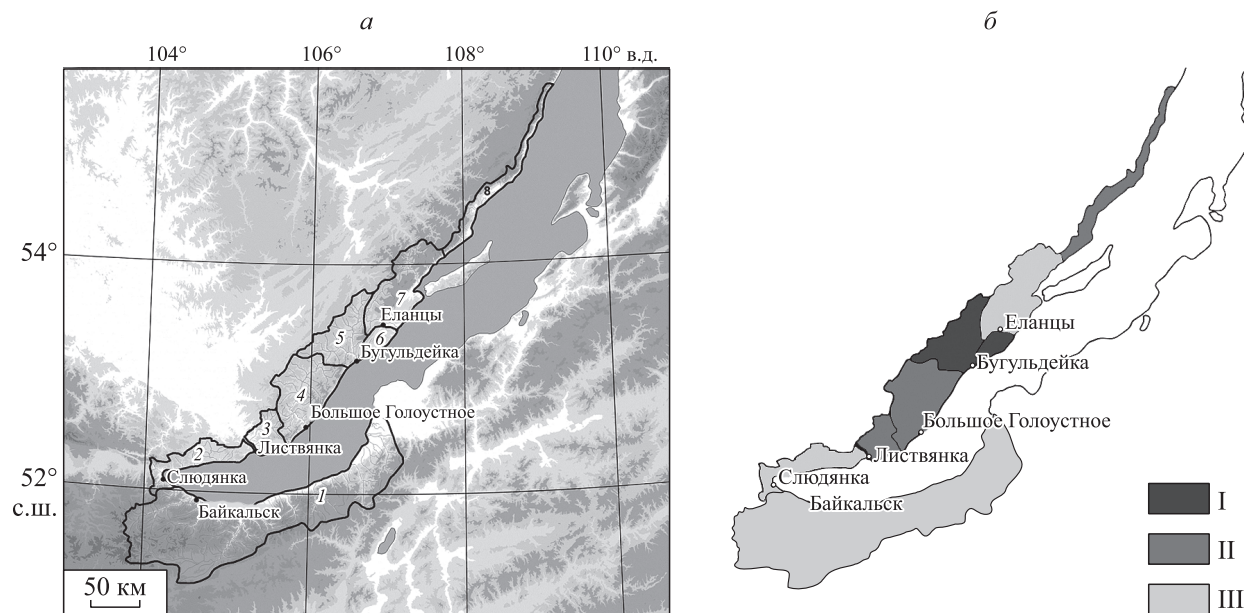 а
б
104° 106° 108° 110° в.д.
54°
52°
с.ш.
8
7
Еланцы
6
5
Бугульдейка
4
Большое Голоустное
3
Листвянка
2
Слюдянка
1
Байкальск
50 км
Еланцы
Бугульдейка
Большое Голоустное
Листвянка
Слюдянка
Байкальск
I
II
III